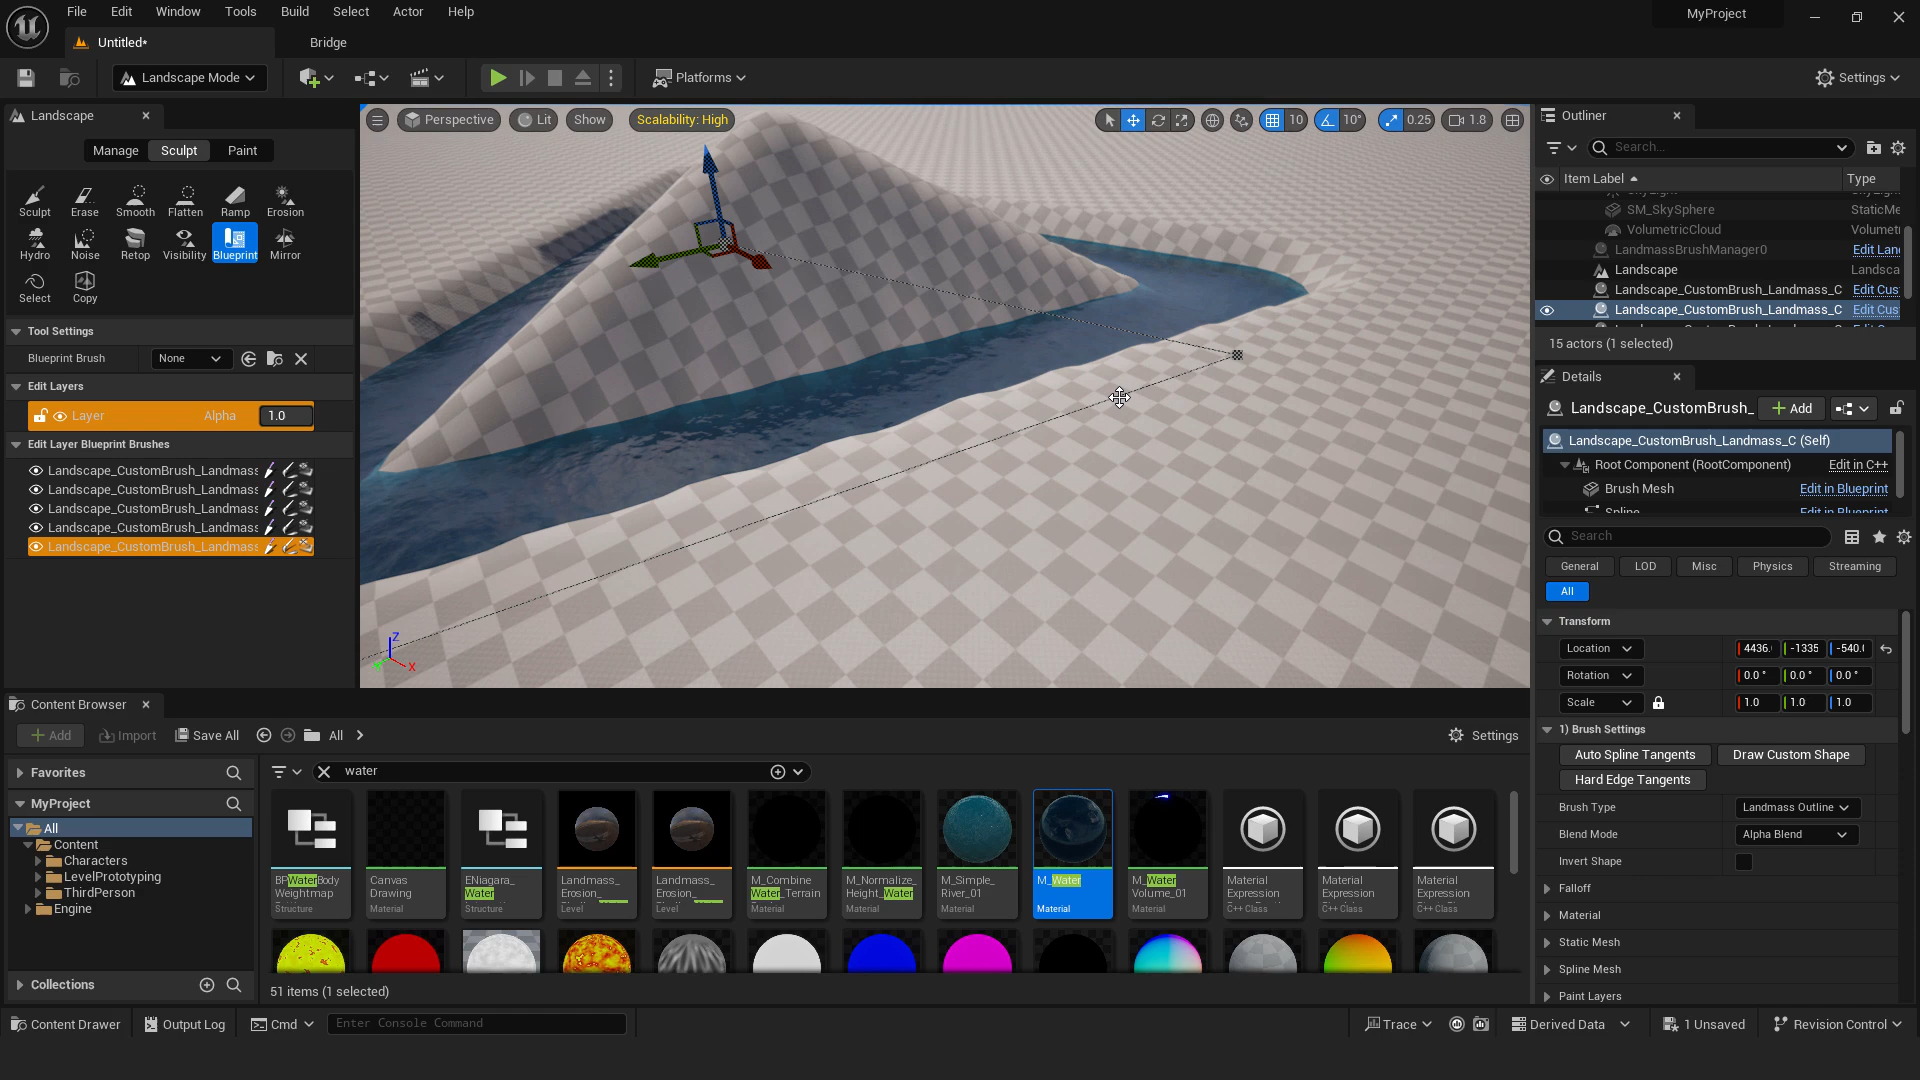 File Edit Window Tools Build Select Actor Help
MyProject
Untitled*
Bridge
Landscape Mode
Platforms
Settings
Landscape
Manage Sculpt Paint
Sculpt Erase Smooth Flatten Ramp Erosion
Hydro Noise Retop Visibility Blueprint Mirror
Select Copy
Tool Settings
Blueprint Brush None
Edit Layers
Layer Alpha 1.0
Edit Layer Blueprint Brushes
Landscape_CustomBrush_Landmass
Landscape_CustomBrush_Landmass
Landscape_CustomBrush_Landmass
Landscape_CustomBrush_Landmass
Landscape_CustomBrush_Landmass
Perspective Lit Show Scalability: High
10 10° 0.25 1.8
Z
X
Outliner
Search...
Item Label Type
SM_SkySphere StaticMe
VolumetricCloud Volumetri
LandmassBrushManager0 Edit Lan
Landscape Landsca
Landscape_CustomBrush_Landmass_C Edit Cus
Landscape_CustomBrush_Landmass_C Edit Cus
15 actors (1 selected)
Details
Landscape_CustomBrush_ Add
Landscape_CustomBrush_Landmass_C (Self)
Root Component (RootComponent) Edit in C++
Brush Mesh Edit in Blueprint
Spline Edit in Blueprint
Search
General LOD Misc Physics Streaming
All
Transform
Location 4436. -1335 -540.
Rotation 0.0 ° 0.0 ° 0.0 °
Scale 1.0 1.0 1.0
1) Brush Settings
Auto Spline Tangents Draw Custom Shape
Hard Edge Tangents
Brush Type Landmass Outline
Blend Mode Alpha Blend
Invert Shape
Falloff
Material
Static Mesh
Spline Mesh
Paint Layers
Content Browser
Add Import Save All All
Settings
Favorites
MyProject
All
Content
Characters
LevelPrototyping
ThirdPerson
Engine
Collections
water
BPWaterBody
Weightmap
Structure
Canvas
Drawing
Material
ENiagara_
Water
Structure
Landmass_
Erosion_
Level
Landmass_
Erosion_
Level
M_Combine
Water_Terrain
Material
M_Normalize_
Height_Water
Material
M_Simple_
River_01
Material
M_Water
Material
M_Water
Volume_01
Material
Material
Expression
C++ Class
Material
Expression
C++ Class
Material
Expression
C++ Class
51 items (1 selected)
Content Drawer Output Log Cmd Enter Console Command
Trace Derived Data 1 Unsaved Revision Control